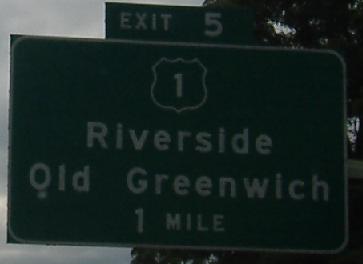 EXIT 5
1
Riverside
Old Greenwich
1 MILE